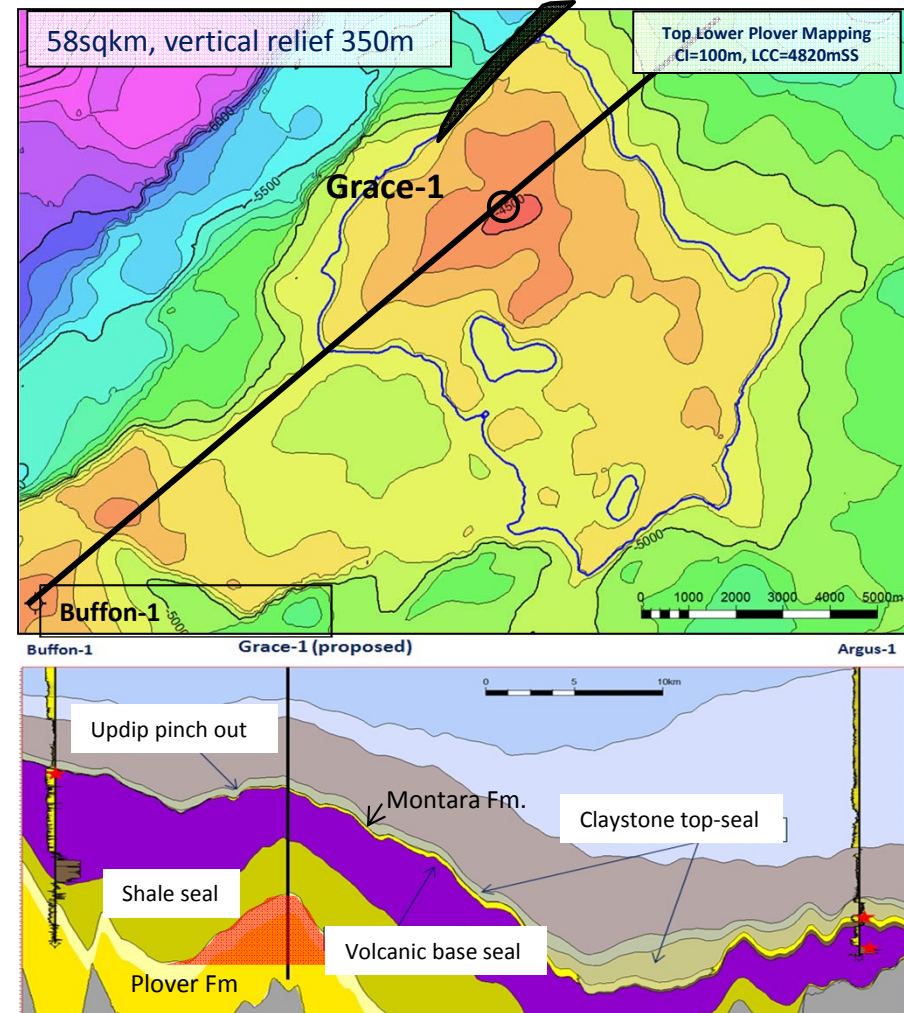 58sqkm, vertical relief 350m
Top Lower Plover Mapping
CI=100m, LCC=4820mSS
-6000
-5500
Grace-1
-4500
-5000
-5000
0 1000 2000 3000 4000 5000m
Buffon-1
Buffon-1 Grace-1 (proposed) Argus-1
0 5 10km
Updip pinch out
Montara Fm.
Claystone top-seal
Shale seal
Volcanic base seal
Plover Fm